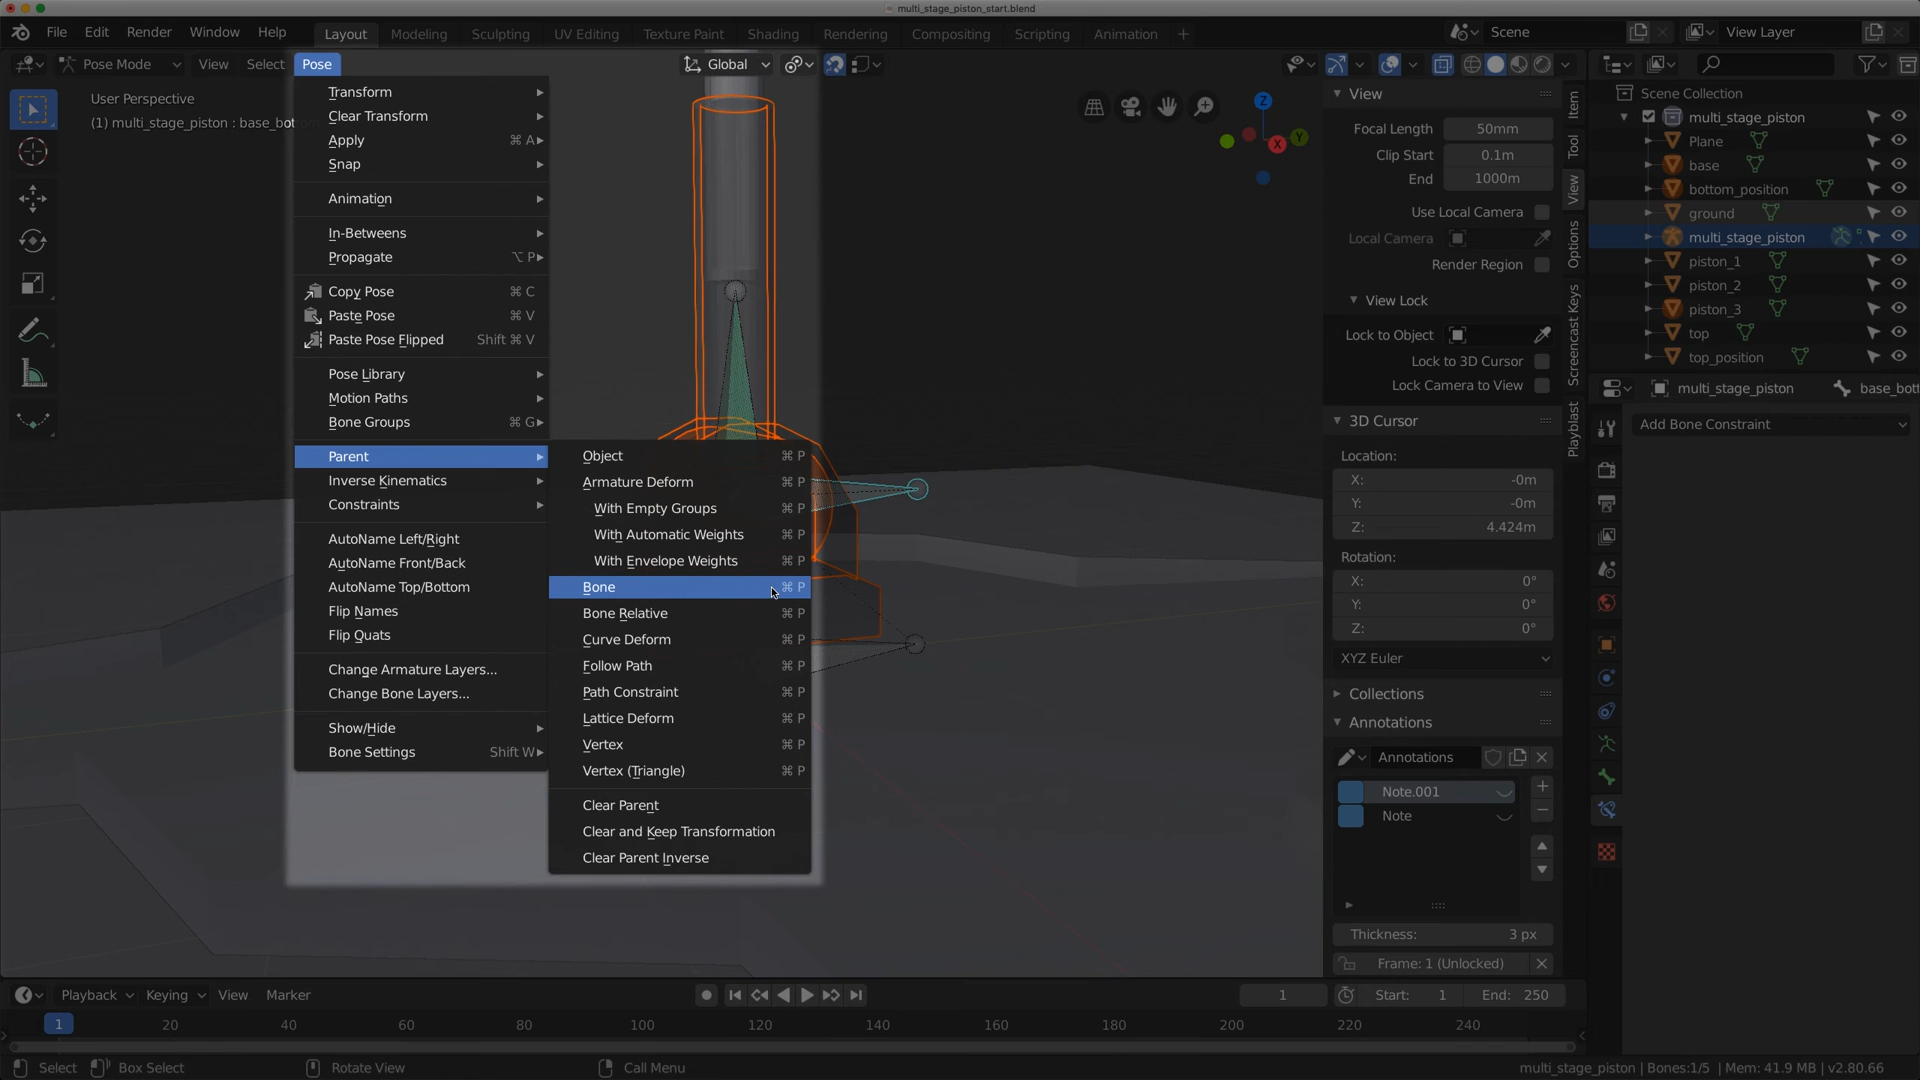 multi_stage_piston_start.blend
File Edit Render Window Help Layout Modeling Sculpting UV Editing Texture Paint Shading Rendering Compositing Scripting Animation + Scene View Layer
Pose Mode View Select Pose Global
User Perspective
(1) multi_stage_piston : base_bot
Transform
Clear Transform
Apply ⌘ A
Snap
Animation
In-Betweens
Propagate ⌥ P
Copy Pose ⌘ C
Paste Pose ⌘ V
Paste Pose Flipped Shift ⌘ V
Pose Library
Motion Paths
Bone Groups ⌘ G
Parent
Inverse Kinematics
Constraints
AutoName Left/Right
AutoName Front/Back
AutoName Top/Bottom
Flip Names
Flip Quats
Change Armature Layers...
Change Bone Layers...
Show/Hide
Bone Settings Shift W
Object ⌘ P
Armature Deform ⌘ P
With Empty Groups ⌘ P
With Automatic Weights ⌘ P
With Envelope Weights ⌘ P
Bone ⌘ P
Bone Relative ⌘ P
Curve Deform ⌘ P
Follow Path ⌘ P
Path Constraint ⌘ P
Lattice Deform ⌘ P
Vertex ⌘ P
Vertex (Triangle) ⌘ P
Clear Parent
Clear and Keep Transformation
Clear Parent Inverse
Z
Y
X
View
Focal Length 50mm
Clip Start 0.1m
End 1000m
Use Local Camera
Local Camera
Render Region
View Lock
Lock to Object
Lock to 3D Cursor
Lock Camera to View
3D Cursor
Location:
X: -0m
Y: -0m
Z: 4.424m
Rotation:
X: 0°
Y: 0°
Z: 0°
XYZ Euler
Collections
Annotations
Annotations
Note.001
Note
Thickness: 3 px
Frame: 1 (Unlocked)
Item
Tool
View
Options
Screencast Keys
Playblast
Scene Collection
multi_stage_piston
Plane
base
bottom_position
ground
multi_stage_piston
piston_1
piston_2
piston_3
top
top_position
multi_stage_piston base_bott
Add Bone Constraint
Playback Keying View Marker 1 Start: 1 End: 250
1 20 40 60 80 100 120 140 160 180 200 220 240
Select Box Select Rotate View Call Menu multi_stage_piston | Bones:1/5 | Mem: 41.9 MB | v2.80.66